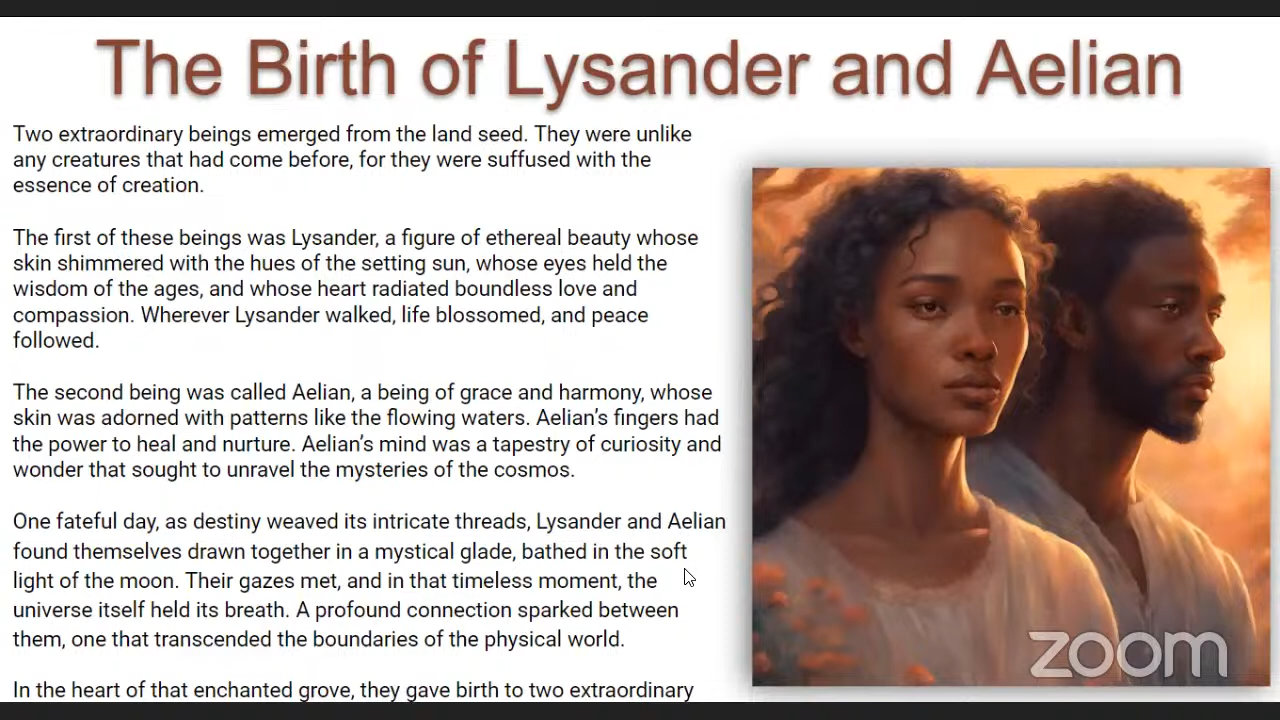 The Birth of Lysander and Aelian
Two extraordinary beings emerged from the land seed. They were unlike
any creatures that had come before, for they were suffused with the
essence of creation.
The first of these beings was Lysander, a figure of ethereal beauty whose
skin shimmered with the hues of the setting sun, whose eyes held the
wisdom of the ages, and whose heart radiated boundless love and
compassion. Wherever Lysander walked, life blossomed, and peace
followed.
The second being was called Aelian, a being of grace and harmony, whose
skin was adorned with patterns like the flowing waters. Aelian’s fingers had
the power to heal and nurture. Aelian’s mind was a tapestry of curiosity and
wonder that sought to unravel the mysteries of the cosmos.
One fateful day, as destiny weaved its intricate threads, Lysander and Aelian
found themselves drawn together in a mystical glade, bathed in the soft
light of the moon. Their gazes met, and in that timeless moment, the
universe itself held its breath. A profound connection sparked between
them, one that transcended the boundaries of the physical world.
In the heart of that enchanted grove, they gave birth to two extraordinary
zoom